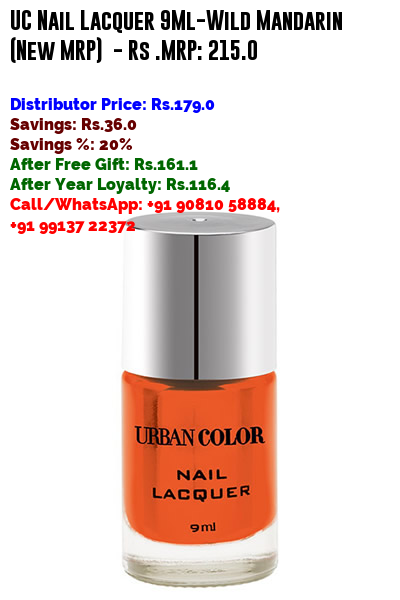 UC Nail Lacquer 9Ml-Wild Mandarin
(New MRP) - Rs .MRP: 215.0
Distributor Price: Rs.179.0
Savings: Rs.36.0
Savings %: 20%
After Free Gift: Rs.161.1
After Year Loyalty: Rs.116.4
Call/WhatsApp: +91 90810 58884,
+91 99137 22372
URBAN COLOR
NAIL
LACQUER
9ml